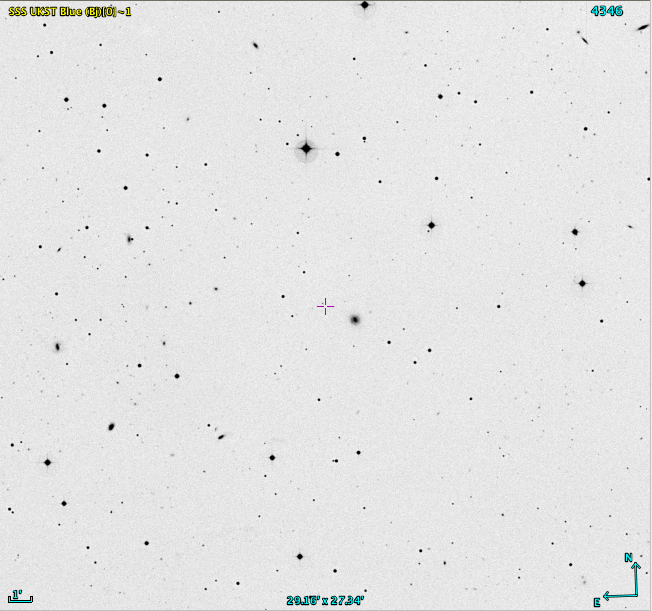 SSS UKST Blue (Bj)[O] ~ 1
4346
N
1'
29.16' x 27.34'
E